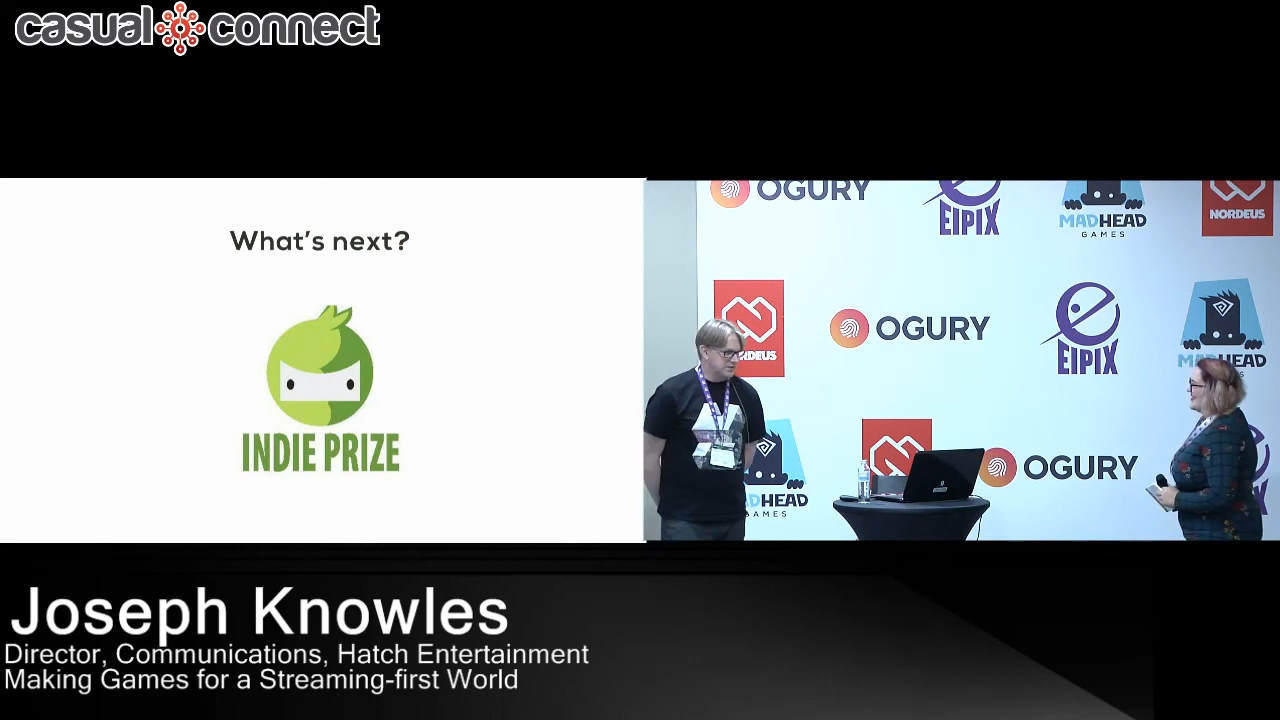 casual connect
What's next?
INDIE PRIZE
OGURY
EIPIX
MADHEAD
GAMES
NORDEUS
NORDEUS
OGURY
EIPIX
MADHEAD
OGURY
MADHEAD
GAMES
Joseph Knowles
Director, Communications, Hatch Entertainment
Making Games for a Streaming-first World